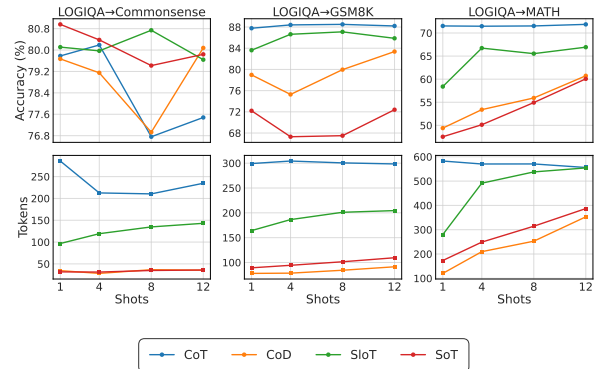 LOGIQA→Commonsense
LOGIQA→GSM8K
LOGIQA→MATH
Accuracy (%)
80.8
80.0
79.2
78.4
77.6
76.8
88
84
80
76
72
68
70
65
60
55
50
Tokens
250
200
150
100
50
300
250
200
150
100
600
500
400
300
200
100
1 4 8 12
1 4 8 12
1 4 8 12
Shots
Shots
Shots
CoT CoD SloT SoT